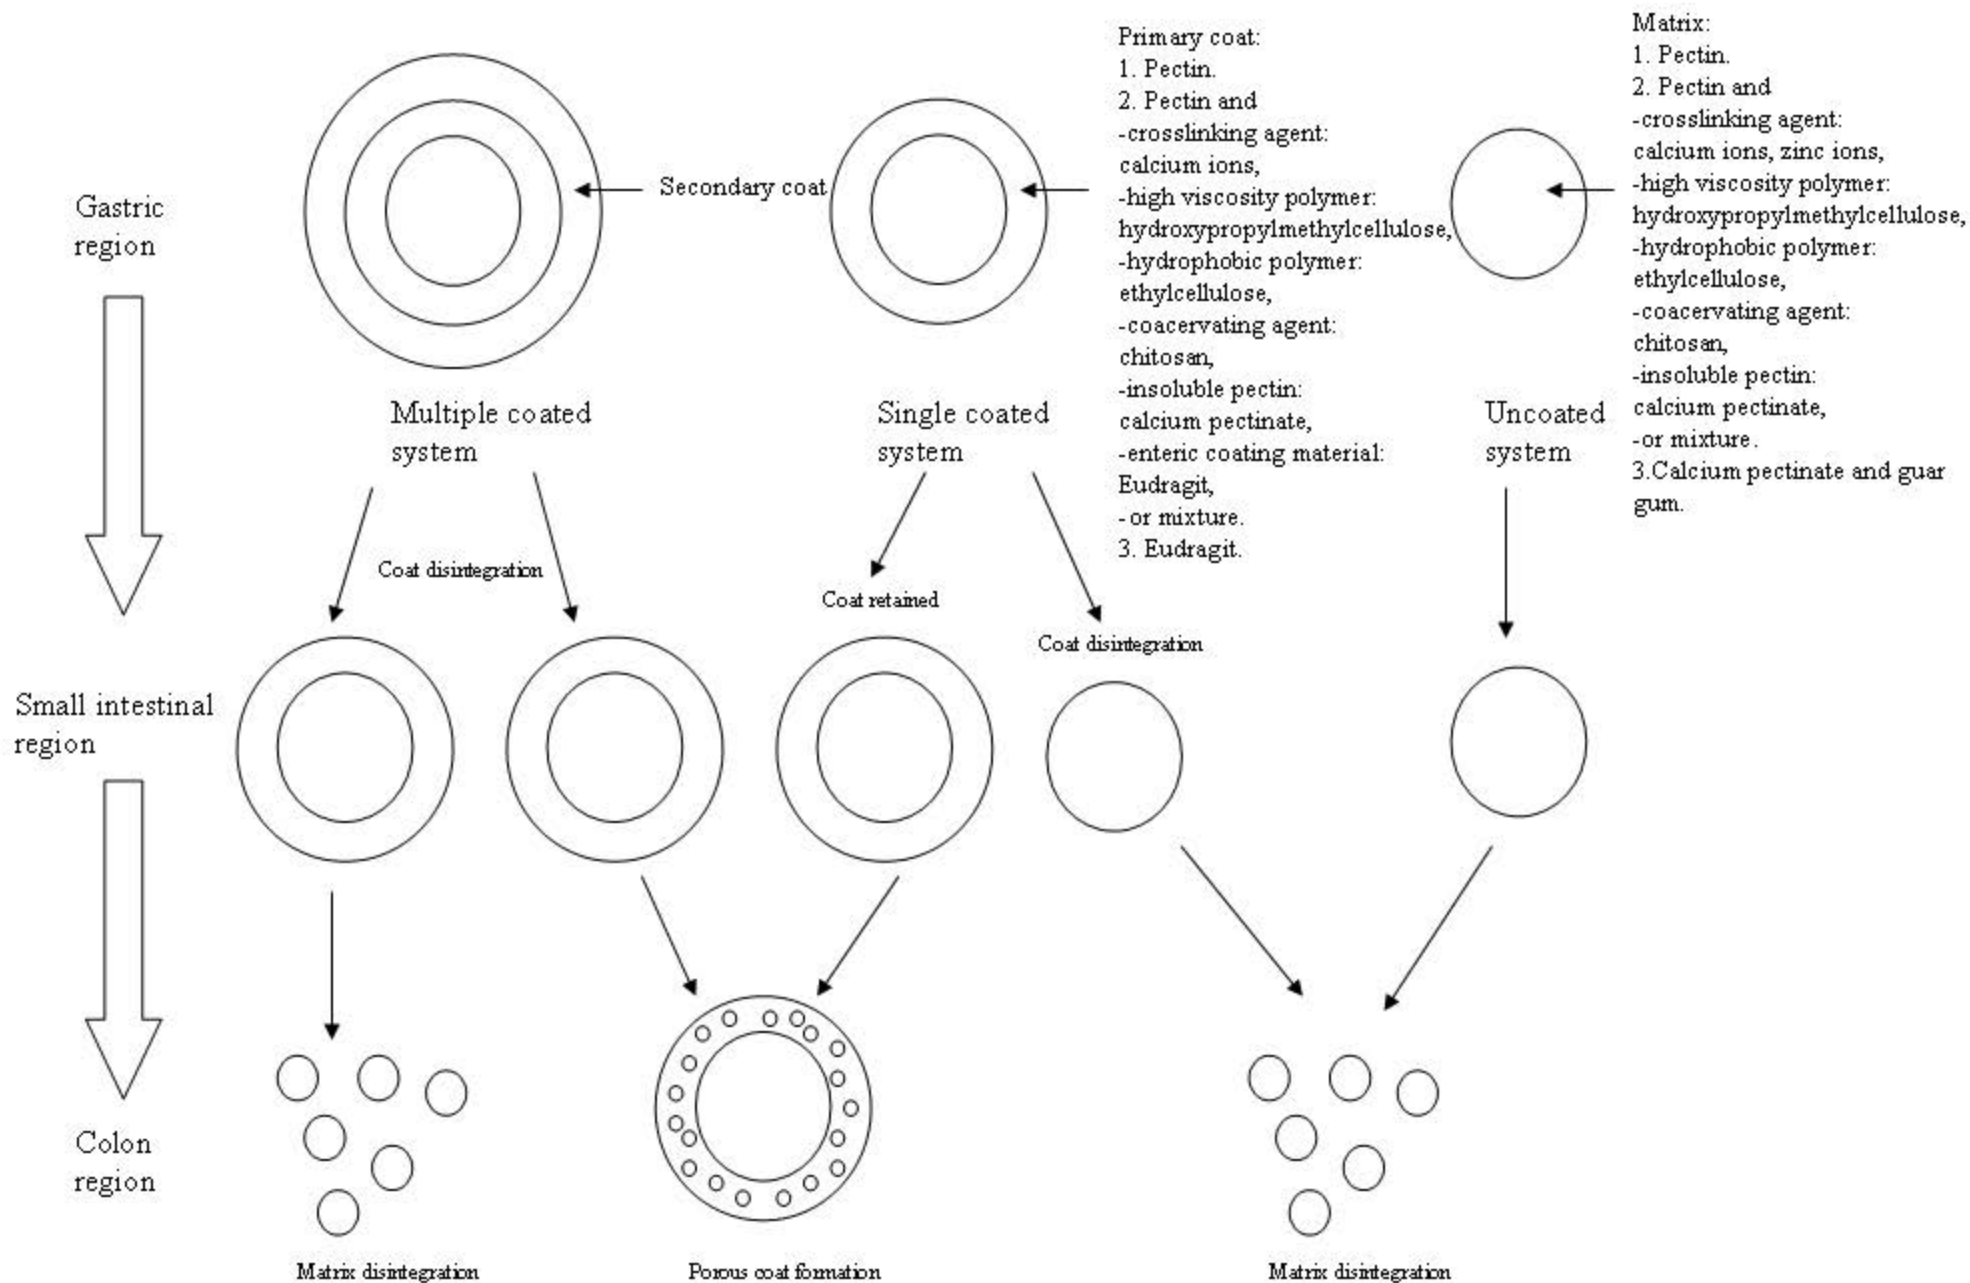 Primary coat:
1. Pectin.
2. Pectin and
-crosslinking agent:
calcium ions,
-high viscosity polymer:
hydroxypropylmethylcellulose,
-hydrophobic polymer:
ethylcellulose,
-coacervating agent:
chitosan,
-insoluble pectin:
calcium pectinate,
-enteric coating material:
Eudragit,
-or mixture.
3. Eudragit.
Matrix:
1. Pectin.
2. Pectin and
-crosslinking agent:
calcium ions, zinc ions,
-high viscosity polymer:
hydroxypropylmethylcellulose,
-hydrophobic polymer:
ethylcellulose,
-coacervating agent:
chitosan,
-insoluble pectin:
calcium pectinate,
-or mixture.
3.Calcium pectinate and guar
gum.
Gastric
region
Secondary coat
Multiple coated
system
Single coated
system
Uncoated
system
Coat disintegration
Coat retained
Coat disintegration
Small intestinal
region
Colon
region
Matrix disintegration
Porous coat formation
Matrix disintegration